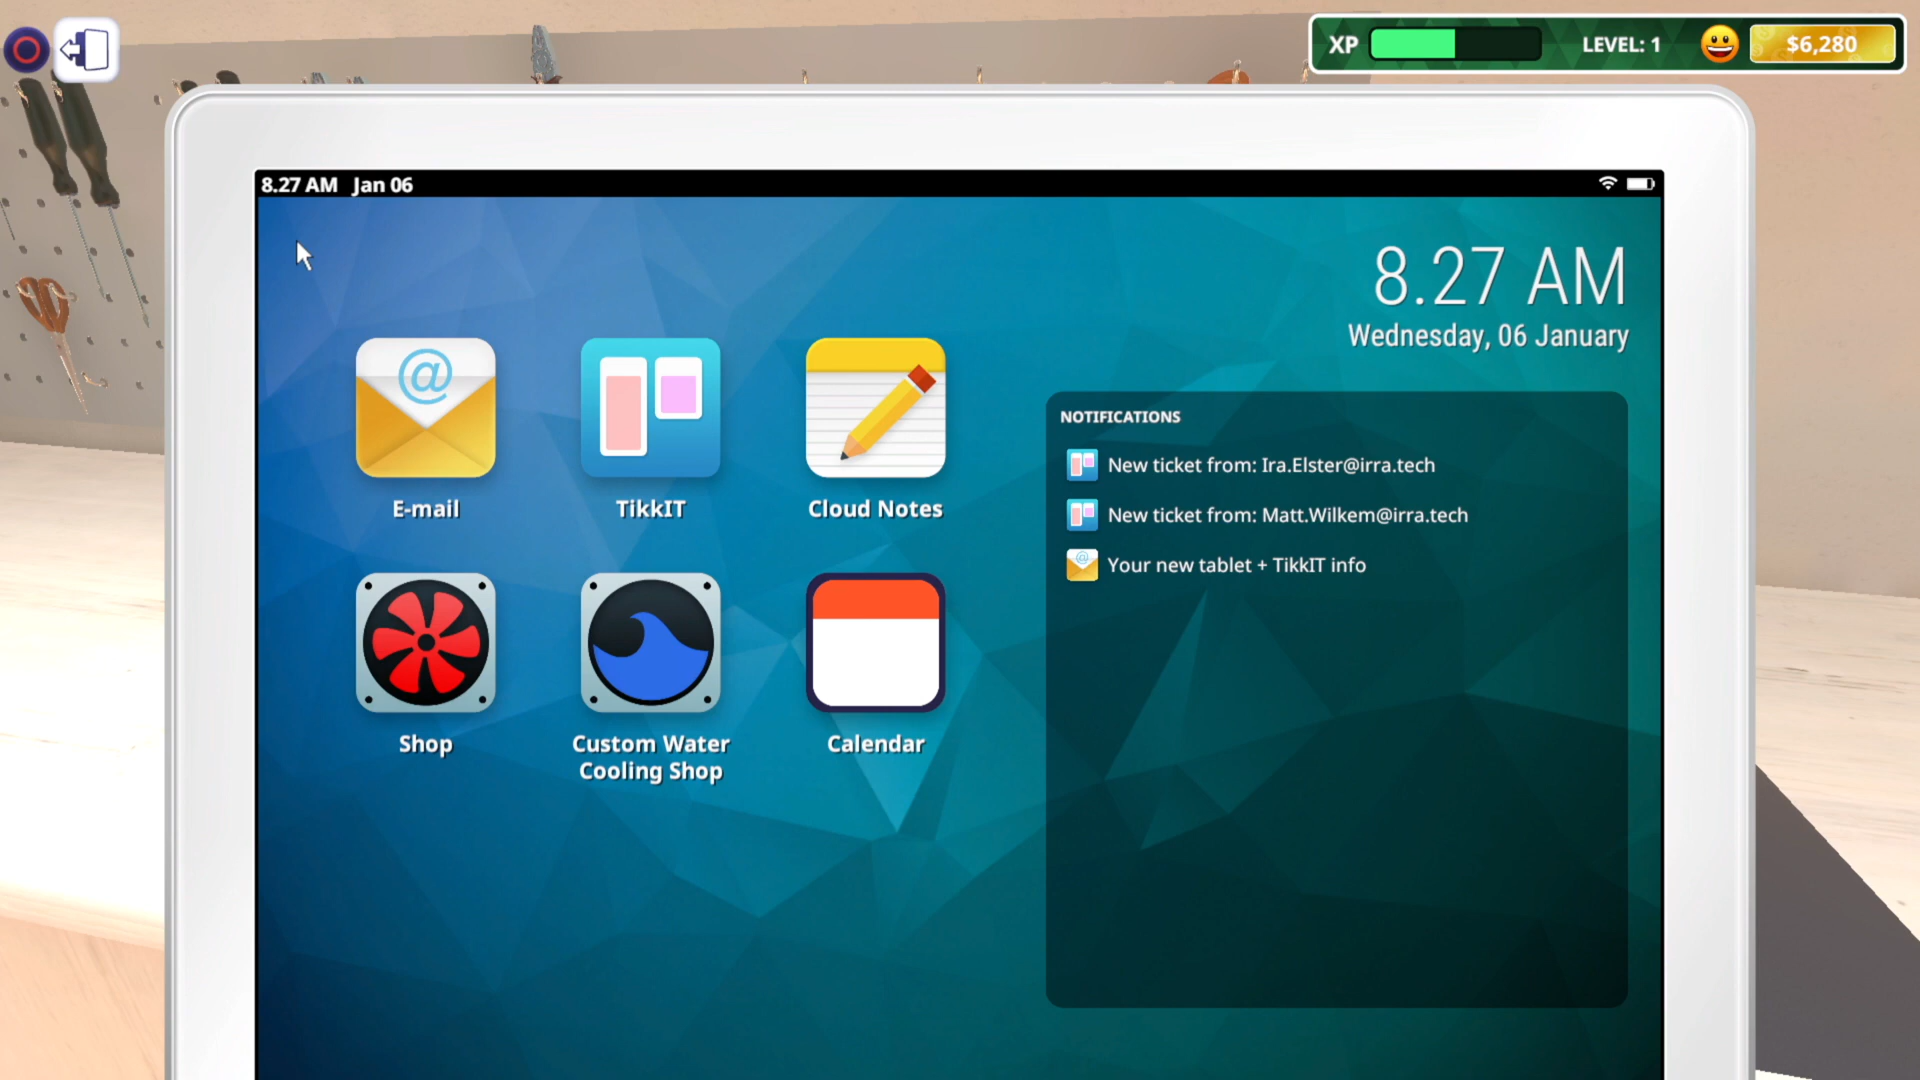 XP
LEVEL: 1
$6,280
8.27 AM Jan 06
8.27 AM
Wednesday, 06 January
@
E-mail
TikkIT
Cloud Notes
NOTIFICATIONS
New ticket from: Ira.Elster@irra.tech
New ticket from: Matt.Wilkem@irra.tech
Your new tablet + TikkIT info
Shop
Custom Water
Cooling Shop
Calendar